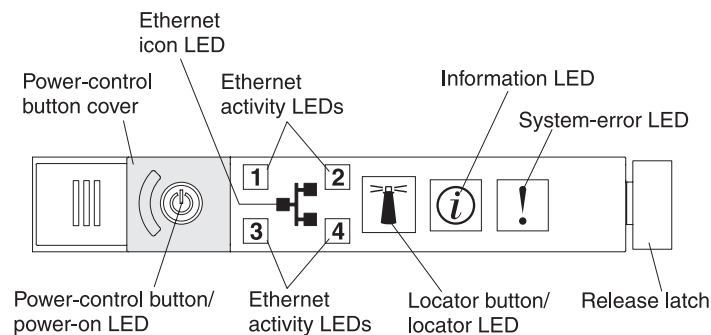 Ethernet
icon LED
Power-control
button cover
Ethernet
activity LEDs
Information LED
System-error LED
1
2
3
4
i
!
Power-control button/
power-on LED
Ethernet
activity LEDs
Locator button/
locator LED
Release latch